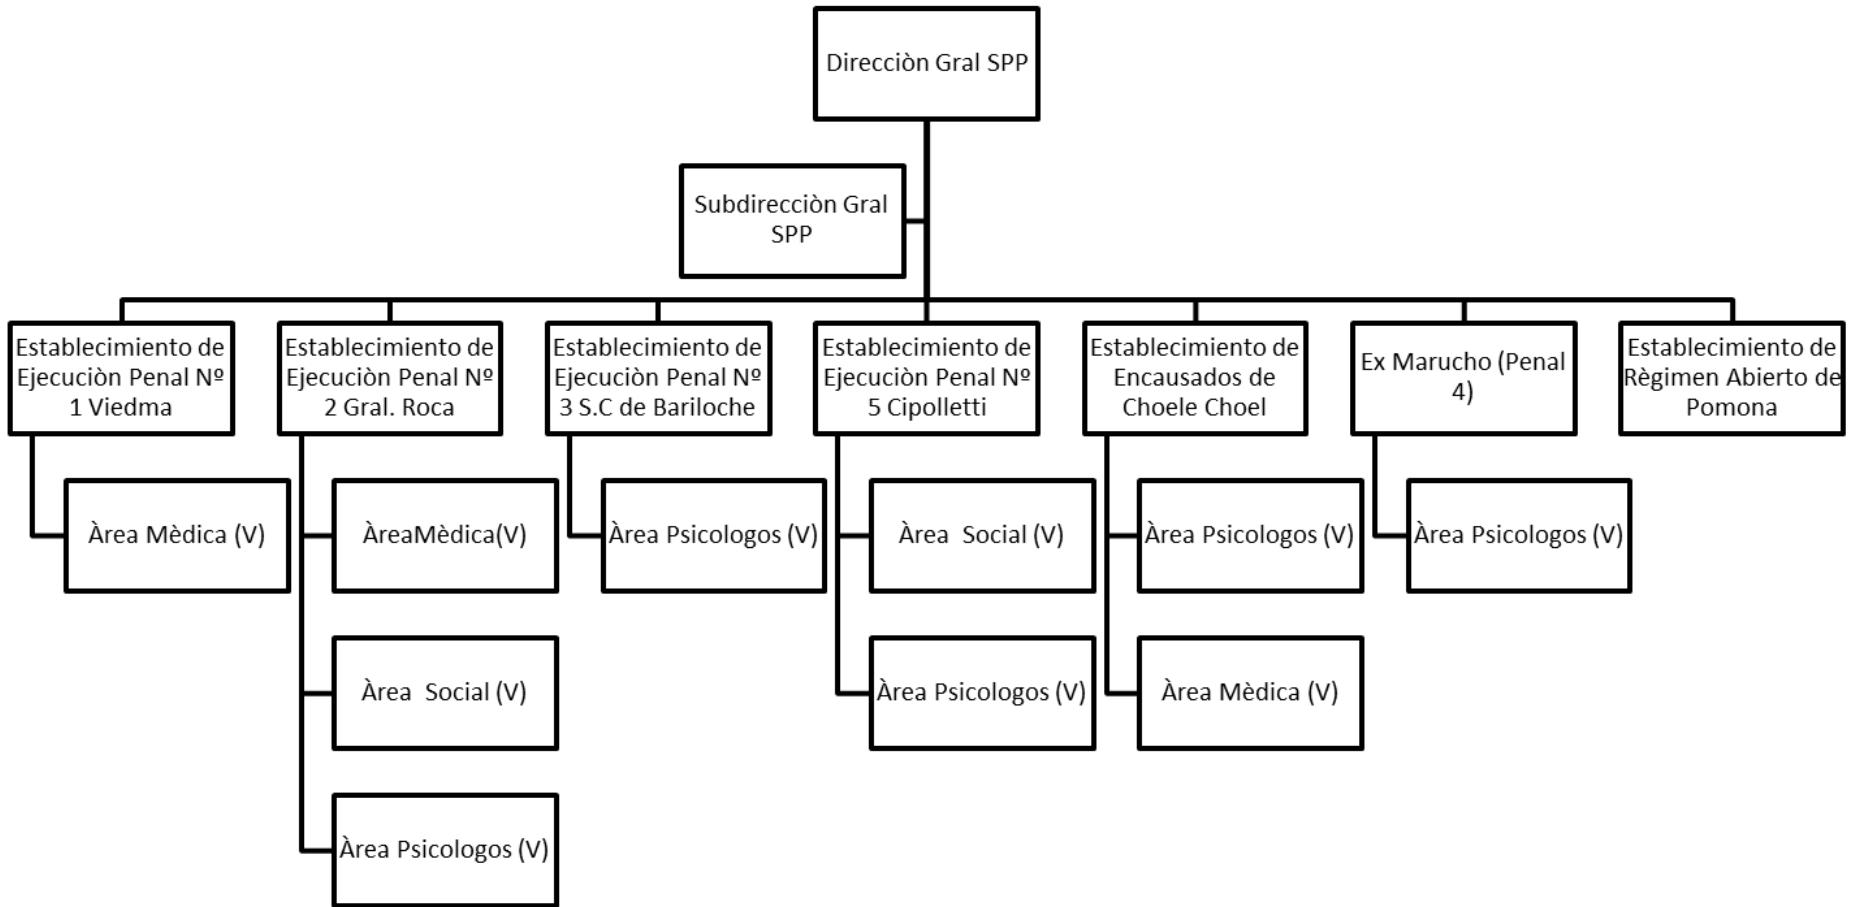 Direcciòn Gral SPP
Subdirecciòn Gral
SPP
Establecimiento de
Ejecuciòn Penal Nº
1 Viedma
Establecimiento de
Ejecuciòn Penal Nº
2 Gral. Roca
Establecimiento de
Ejecuciòn Penal Nº
3 S.C de Bariloche
Establecimiento de
Ejecuciòn Penal Nº
5 Cipolletti
Establecimiento de
Encausados de
Choele Choel
Ex Marucho (Penal
4)
Establecimiento de
Règimen Abierto de
Pomona
Àrea Mèdica (V)
ÀreaMèdica(V)
Àrea Psicologos (V)
Àrea  Social (V)
Àrea Psicologos (V)
Àrea Psicologos (V)
Àrea  Social (V)
Àrea Psicologos (V)
Àrea Mèdica (V)
Àrea Psicologos (V)